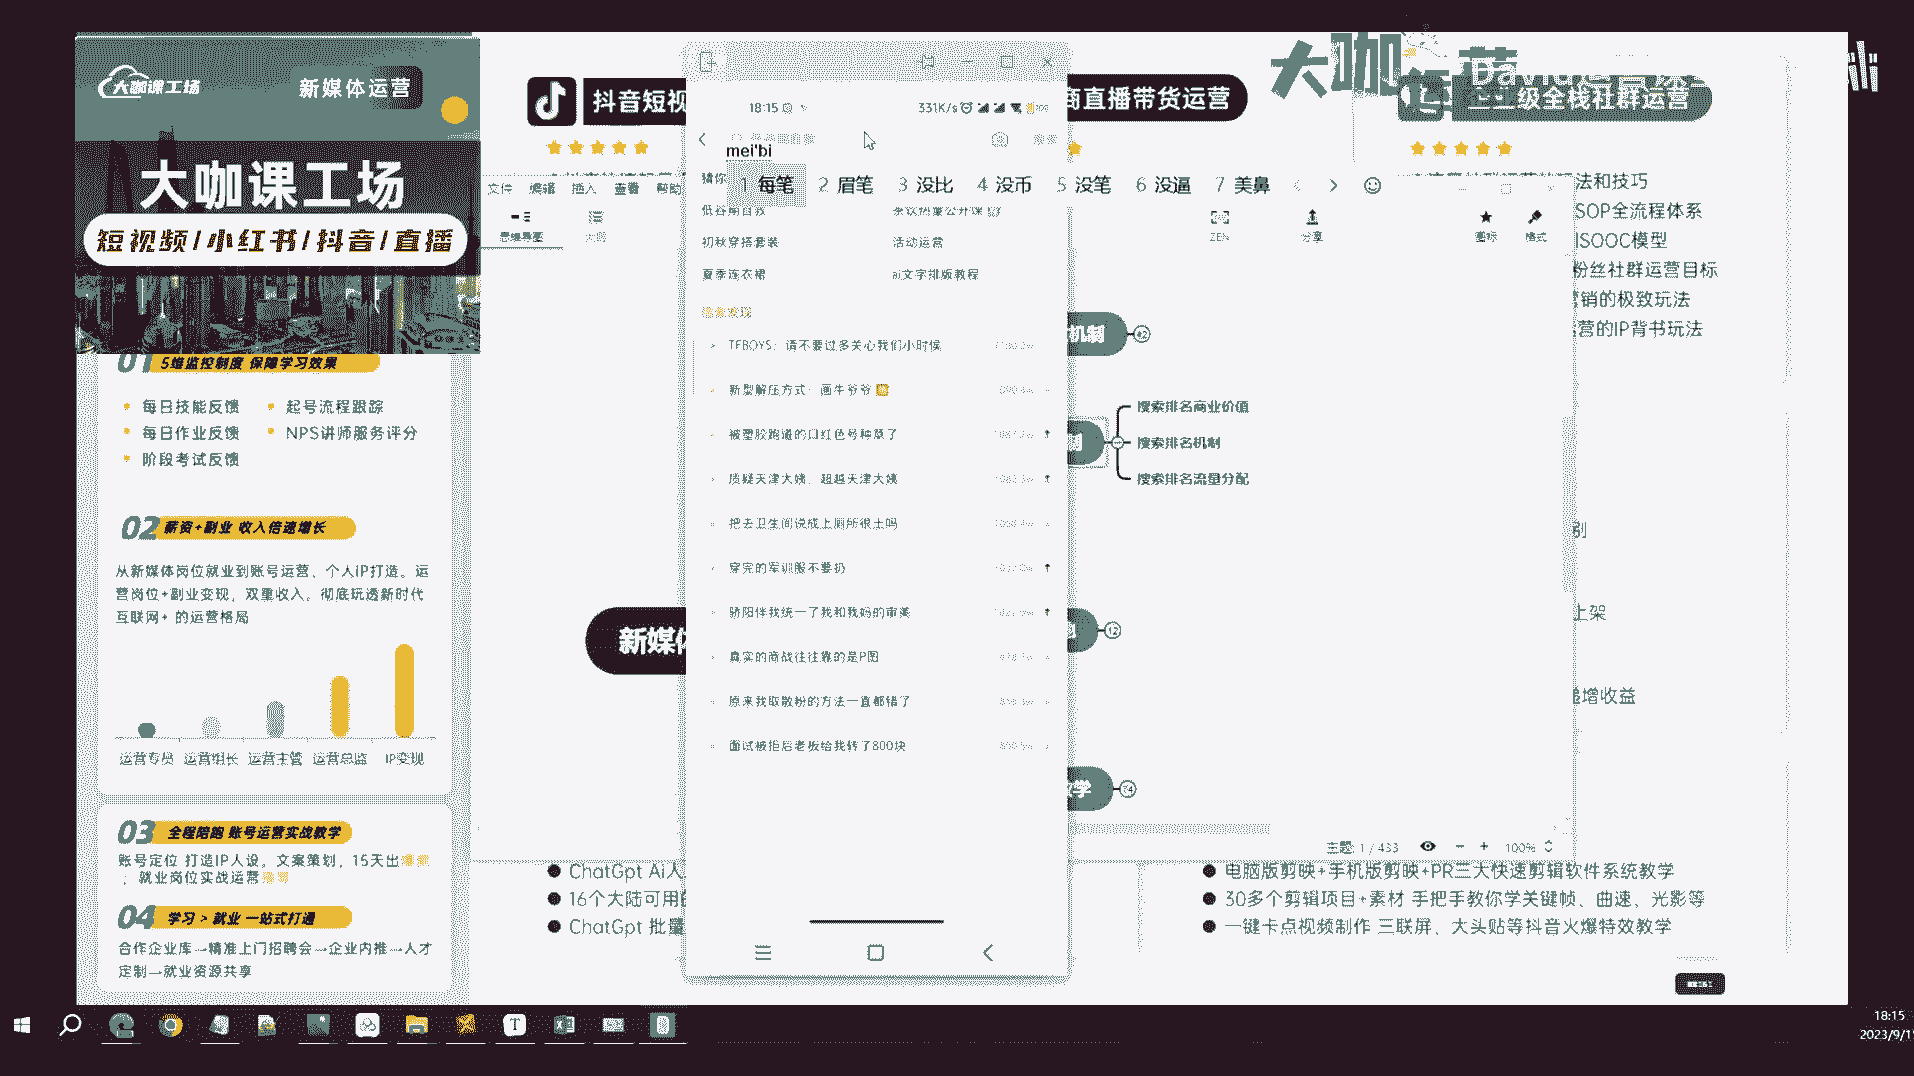 大咖课工场
新媒体运营
大咖课工场
短视频/小红书/抖音/直播
01 5维监控制度 保障学习效果
每日技能反馈
起号流程跟踪
每日作业反馈
NPS讲师服务评分
阶段考试反馈
02 薪资+副业 收入倍速增长
从新媒体岗位就业到账号运营、个人IP打造。运
营岗位+副业变现，双重收入。彻底玩透新时代
互联网+ 的运营格局
运营专员 运营组长 运营主管 运营总监 IP变现
03 全程陪跑 账号运营实战教学
账号定位 打造IP人设。文案策划，15天出
；就业岗位实战运营
04 学习 > 就业 一站式打通
合作企业库→精准上门招聘会→企业内推→人才
定制→就业资源共享
抖音短视
商直播带货运营
级全栈社群运营
大咖
文件 编辑 插入 查看 帮助
思维导图
大纲
ZEN
分享
图标
格式
18:15
331K/s
mei'bi
猜你
1 每笔 2 眉笔 3 没比 4 没币 5 没笔 6 没逼 7 美鼻
初秋穿搭套装
活动运营
夏季连衣裙
ai文字排版教程
TFBOYS：请不要过多关心我们小时候
新型解压方式：画牛爷爷
被塑胶跑道的口红色号种草了
质疑天津大姨，超越天津大姨
把去卫生间说成上厕所很土吗
穿完的军训服不要扔
骄阳伴我统一了我和我妈的审美
真实的商战往往靠的是P图
原来我取散粉的方法一直都错了
面试被拒后老板给我转了800块
机制
42
搜索排名商业价值
搜索排名机制
搜索排名流量分配
新媒体
12
教学
74
主题: 1 / 433
100%
法和技巧
SOP全流程体系
ISOOC模型
粉丝社群运营目标
营销的极致玩法
运营的IP背书玩法
别
上架
递增收益
ChatGpt Ai人
16个大陆可用的
ChatGpt 批量
电脑版剪映+手机版剪映+PR三大快速剪辑软件系统教学
30多个剪辑项目+素材 手把手教你学关键帧、曲速、光影等
一键卡点视频制作 三联屏、大头贴等抖音火爆特效教学
18:15
2023/9/1